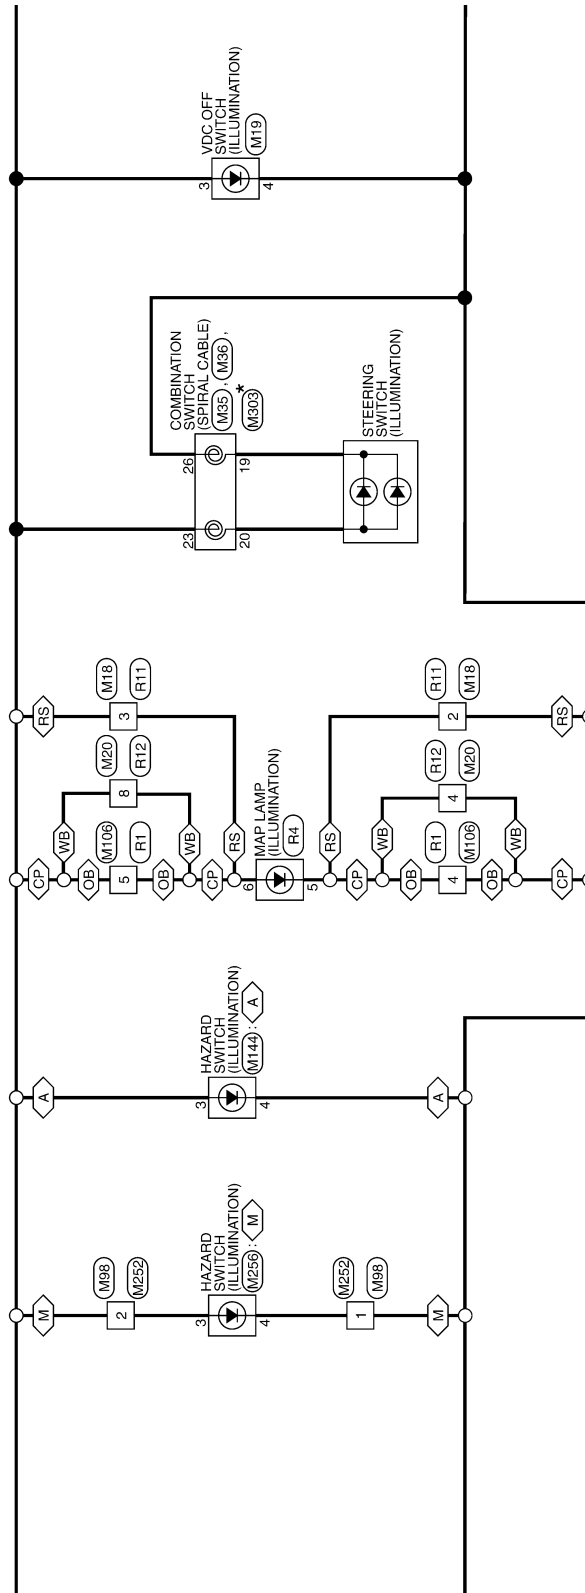 VDC OFF
SWITCH
(ILLUMINATION)
M19
3
4
COMBINATION
SWITCH
(SPIRAL CABLE)
M35 , M36 ,
M303 *
23
26
20
19
STEERING
SWITCH
(ILLUMINATION)
RS
M18
3
R11
M20
8
R12
WB
WB
CP
OB
M106
5
R1
OB
CP
RS
MAP LAMP
(ILLUMINATION)
R4
6
5
RS
CP
WB
OB
R11
2
M18
R12
4
M20
R1
4
M106
OB
WB
CP
RS
A
HAZARD
SWITCH
(ILLUMINATION)
M144 : A
3
4
A
M
M98
2
M252
HAZARD
SWITCH
(ILLUMINATION)
M256 : M
3
4
M252
1
M98
M